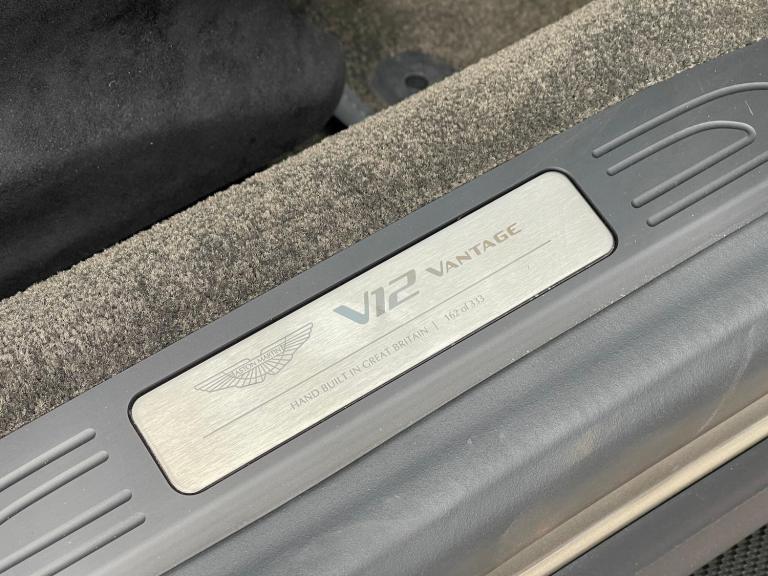 ASTON MARTIN
V12 VANTAGE
HAND BUILT IN GREAT BRITAIN | 162 of 333